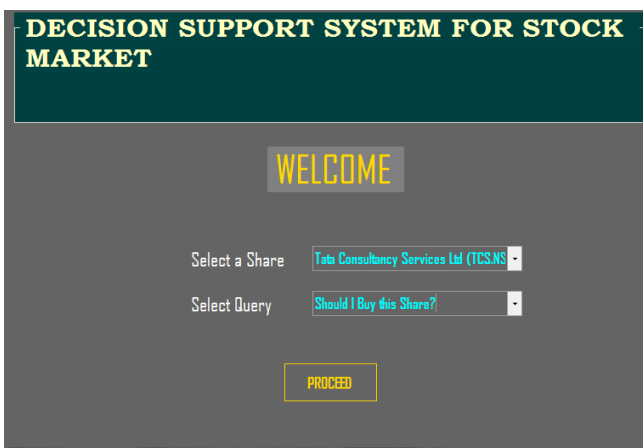 DECISION SUPPORT SYSTEM FOR STOCK
MARKET
WELCOME
Select a Share
Tata Consultancy Services Ltd (TCS.NS
Select Query
Should I Buy this Share?
PROCEED